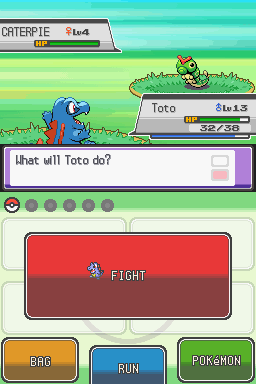 CATERPIE ♀Lv4
HP
Toto ♂Lv13
HP
32/38
What will Toto do?
FIGHT
BAG
RUN
POKéMON